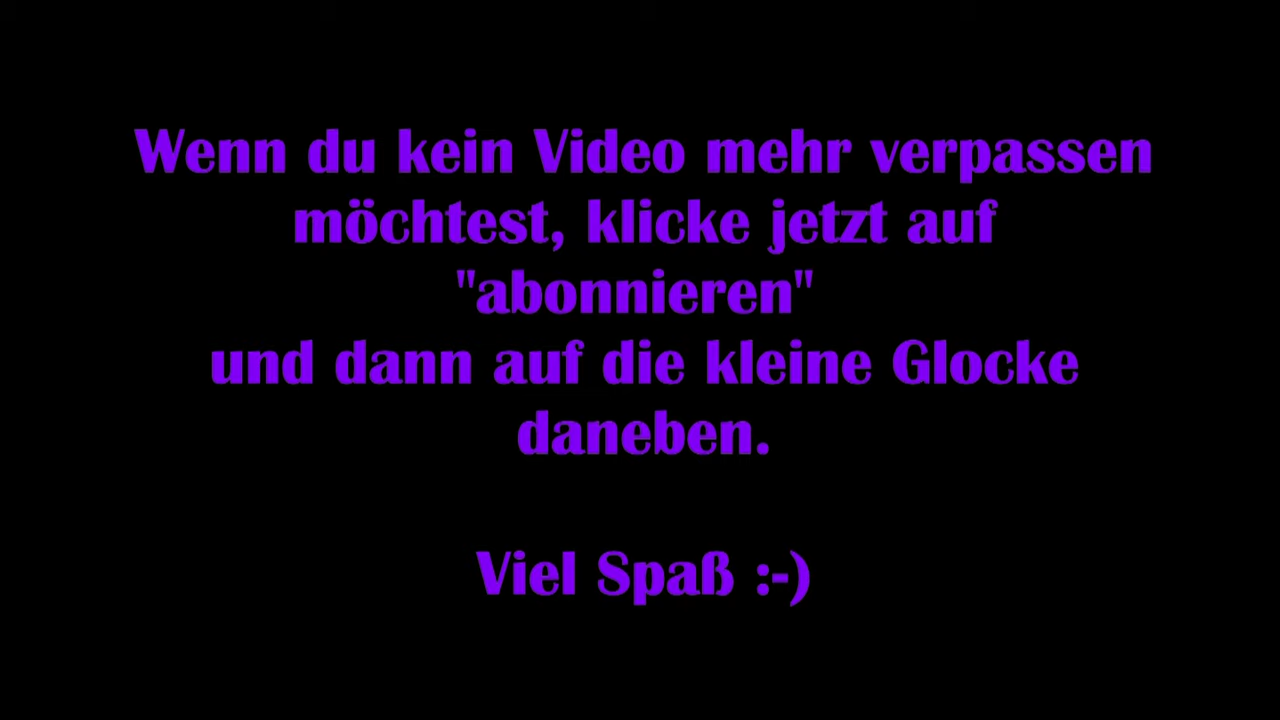 Wenn du kein Video mehr verpassen
möchtest, klicke jetzt auf
"abonnieren"
und dann auf die kleine Glocke
daneben.
Viel Spaß :-)